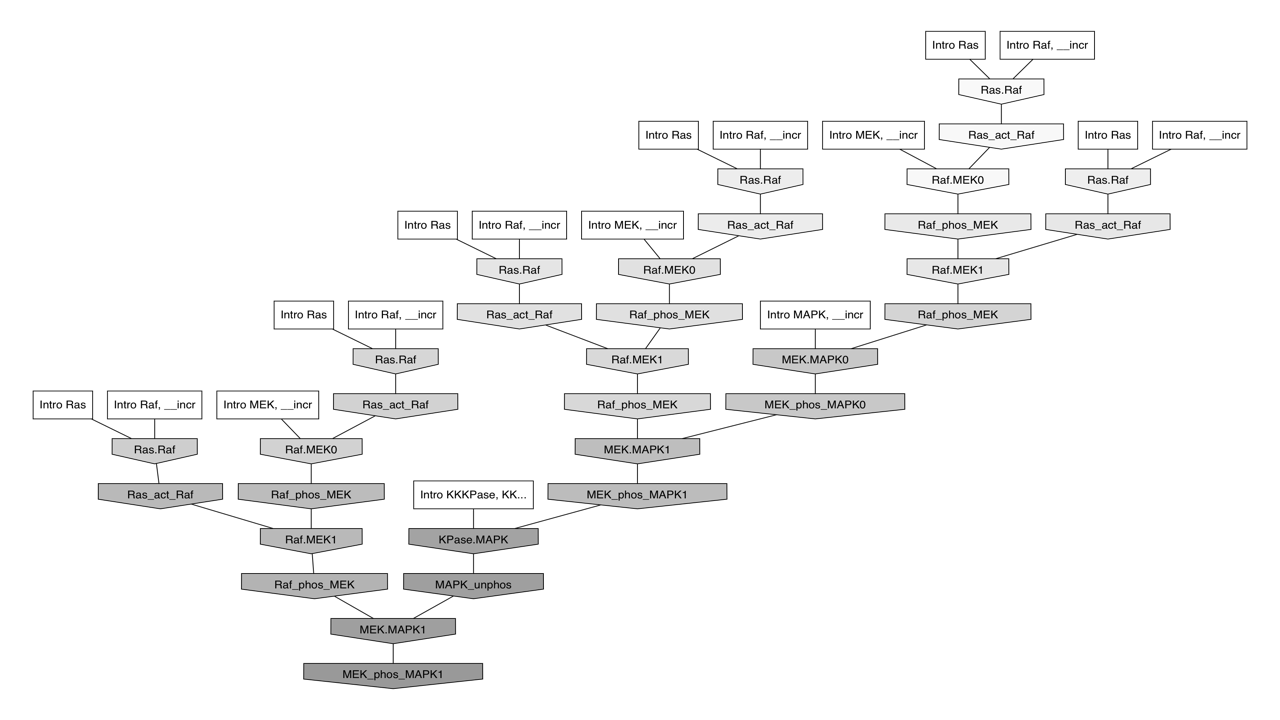 Intro Ras
Intro Raf, __incr
Ras.Raf
Intro Ras
Intro Raf, __incr
Intro MEK, __incr
Ras_act_Raf
Intro Ras
Intro Raf, __incr
Ras.Raf
Raf.MEK0
Ras.Raf
Intro Ras
Intro Raf, __incr
Intro MEK, __incr
Ras_act_Raf
Raf_phos_MEK
Ras_act_Raf
Ras.Raf
Raf.MEK0
Raf.MEK1
Intro Ras
Intro Raf, __incr
Ras_act_Raf
Raf_phos_MEK
Intro MAPK, __incr
Raf_phos_MEK
Ras.Raf
Raf.MEK1
MEK.MAPK0
Intro Ras
Intro Raf, __incr
Intro MEK, __incr
Ras_act_Raf
Raf_phos_MEK
MEK_phos_MAPK0
Ras.Raf
Raf.MEK0
MEK.MAPK1
Ras_act_Raf
Raf_phos_MEK
Intro KKKPase, KK...
MEK_phos_MAPK1
Raf.MEK1
KPase.MAPK
Raf_phos_MEK
MAPK_unphos
MEK.MAPK1
MEK_phos_MAPK1